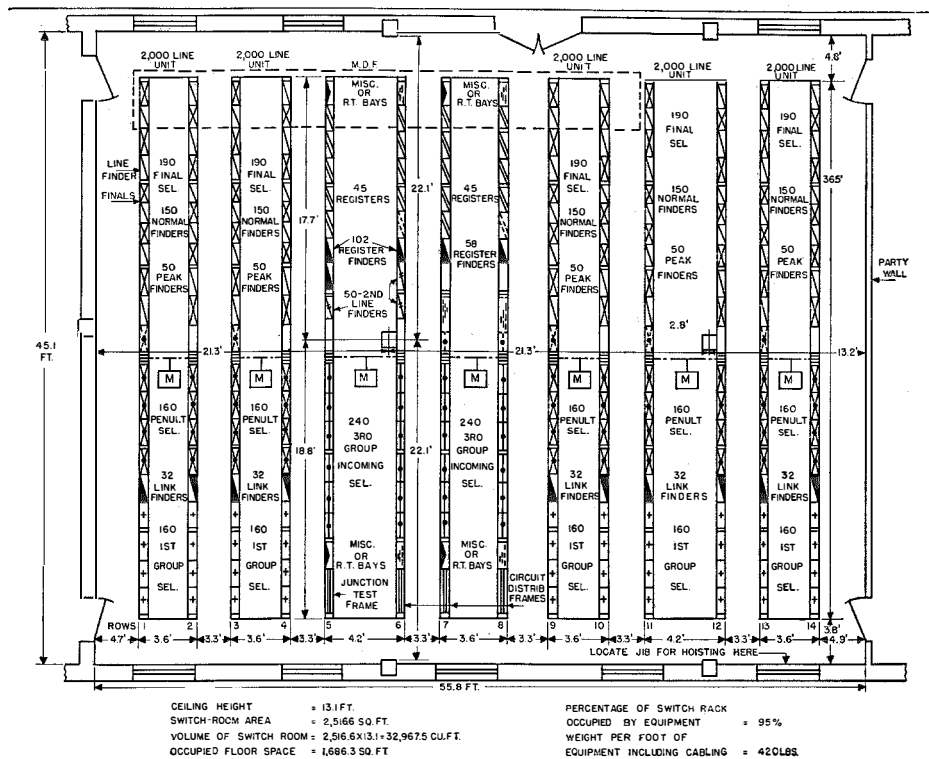 2,000 LINE
UNIT
2,000 LINE
UNIT
M.D.F.
2,000 LINE
UNIT
2,000 LINE
UNIT
2,000 LINE
UNIT
4.8'
MISC.
OR
R.T. BAYS
MISC.
OR
R.T. BAYS
LINE
FINDER
FINALS
190
FINAL
SEL.
150
NORMAL
FINDERS
50
PEAK
FINDERS
190
FINAL
SEL.
150
NORMAL
FINDERS
50
PEAK
FINDERS
17.7'
45
REGISTERS
102
REGISTER
FINDERS
50-2ND
LINE
FINDERS
22.1'
45
REGISTERS
58
REGISTER
FINDERS
190
FINAL
SEL.
150
NORMAL
FINDERS
50
PEAK
FINDERS
190
FINAL
SEL
150
NORMAL
FINDERS
50
PEAK
FINDERS
2.8'
190
FINAL
SEL.
150
NORMAL
FINDERS
50
PEAK
FINDERS
365'
PARTY
WALL
45.1
FT.
21.3'
21.3'
13.2'
M
M
M
M
M
160
PENULT
SEL.
32
LINK
FINDERS
160
1ST
GROUP
SEL.
160
PENULT
SEL.
32
LINK
FINDERS
160
1ST
GROUP
SEL.
18.8'
240
3RD
GROUP
INCOMING
SEL.
MISC.
OR
R.T. BAYS
JUNCTION
TEST
FRAME
22.1'
240
3RD
GROUP
INCOMING
SEL.
MISC.
OR
R.T. BAYS
CIRCUIT
DISTRIB
FRAMES
160
PENULT
SEL.
32
LINK
FINDERS
160
1ST
GROUP
SEL.
160
PENULT
SEL.
32
LINK
FINDERS
160
1ST
GROUP
SEL.
160
PENULT
SEL.
32
LINK
FINDERS
160
1ST
GROUP
SEL.
ROWS 1 2 3 4 5 6 7 8 9 10 11 12 13 14
3.8'
4.7' 3.6' 3.3' 3.6' 3.3' 4.2' 3.3' 3.6' 3.3' 3.6' 3.3' 4.2' 3.3' 3.6' 4.9'
LOCATE JIB FOR HOISTING HERE
55.8 FT.
CEILING HEIGHT = 13.1 FT.
SWITCH-ROOM AREA = 2,516.6 SQ. FT.
VOLUME OF SWITCH ROOM = 2,516.6X13.1=32,967.5 CU.FT.
OCCUPIED FLOOR SPACE = 1,686.3 SQ. FT
PERCENTAGE OF SWITCH RACK
OCCUPIED BY EQUIPMENT = 95%
WEIGHT PER FOOT OF
EQUIPMENT INCLUDING CABLING = 420LBS.